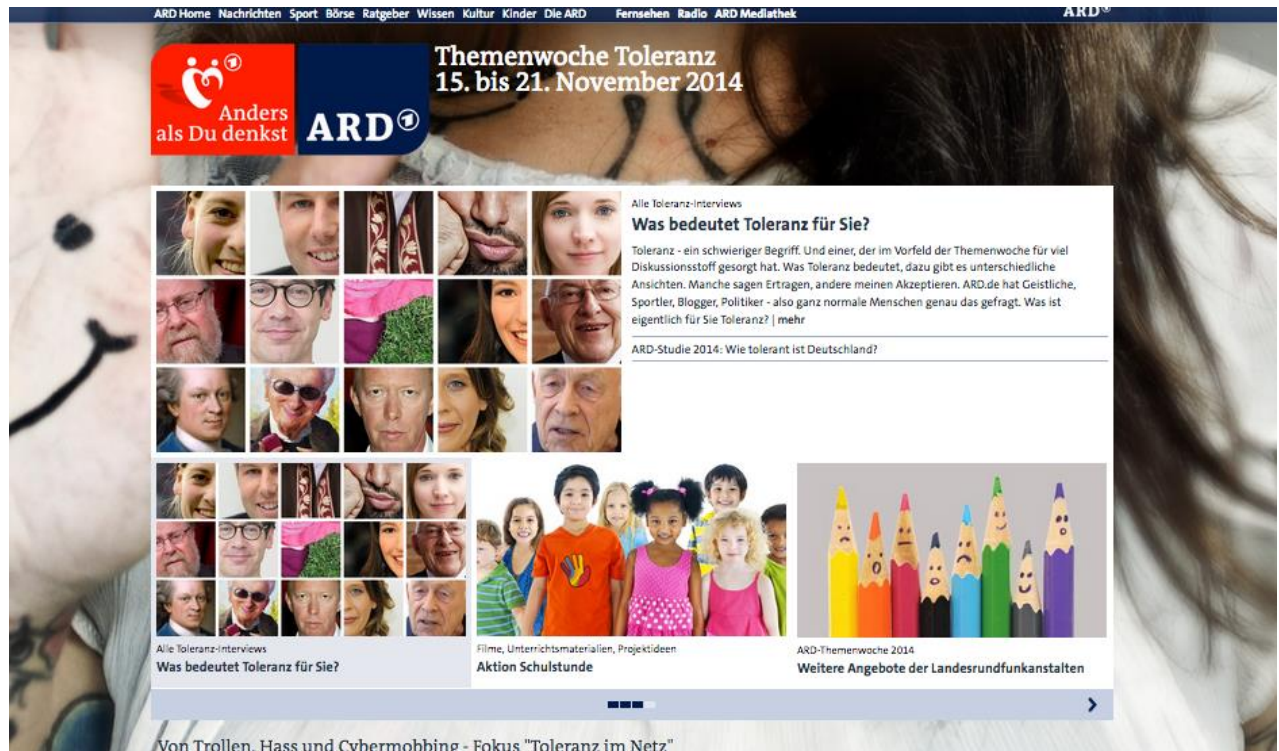 ARD Home Nachrichten Sport Börse Ratgeber Wissen Kultur Kinder Die ARD Fernsehen Radio ARD Mediathek ARD®
Themenwoche Toleranz
15. bis 21. November 2014
Anders
als Du denkst
ARD
Alle Toleranz-Interviews
Was bedeutet Toleranz für Sie?
Toleranz - ein schwieriger Begriff. Und einer, der im Vorfeld der Themenwoche für viel
Diskussionsstoff gesorgt hat. Was Toleranz bedeutet, dazu gibt es unterschiedliche
Ansichten. Manche sagen Ertragen, andere meinen Akzeptieren. ARD.de hat Geistliche,
Sportler, Blogger, Politiker - also ganz normale Menschen genau das gefragt. Was ist
eigentlich für Sie Toleranz? | mehr
ARD-Studie 2014: Wie tolerant ist Deutschland?
Alle Toleranz-Interviews
Was bedeutet Toleranz für Sie?
Filme, Unterrichtsmaterialien, Projektideen
Aktion Schulstunde
ARD-Themenwoche 2014
Weitere Angebote der Landesrundfunkanstalten
Von Trollen, Hass und Cybermobbing - Fokus "Toleranz im Netz"